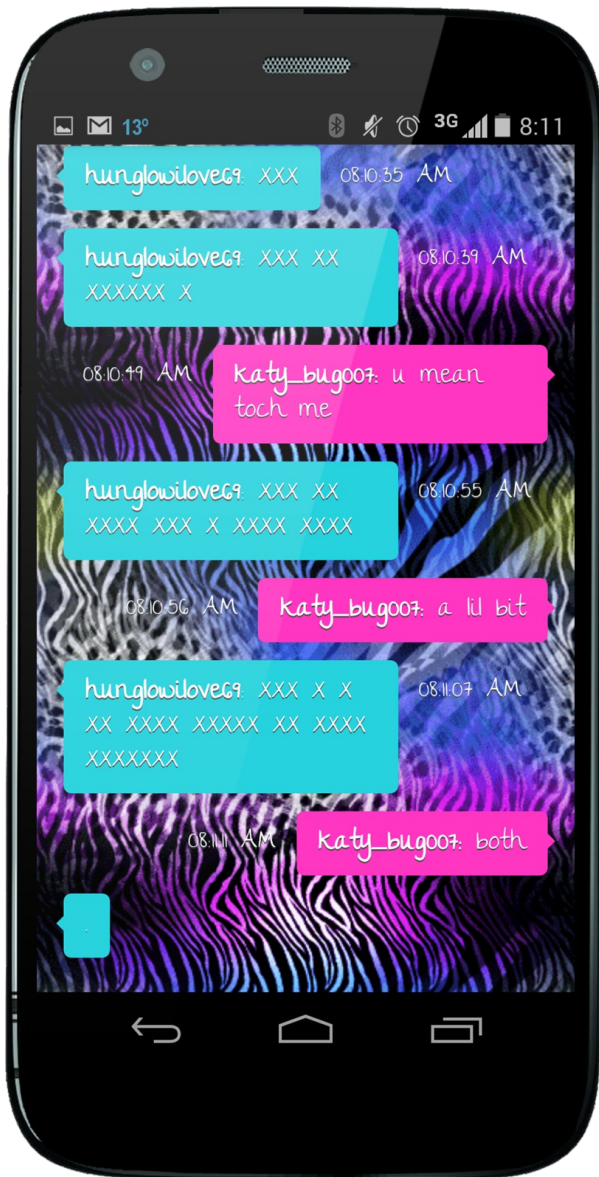 13°
3G 8:11
hunglowilove69: XXX 08:10:35 AM
hunglowilove69: XXX XX 08:10:39 AM
XXXXXX X
08:10:49 AM katy_bug007: u mean
toch me
hunglowilove69: XXX XX 08:10:55 AM
XXXX XXX X XXXX XXXX
08:10:56 AM katy_bug007: a lil bit
hunglowilove69: XXX X X 08:11:07 AM
XX XXXX XXXXX XX XXXX
XXXXXXX
08:11:11 AM katy_bug007: both
.